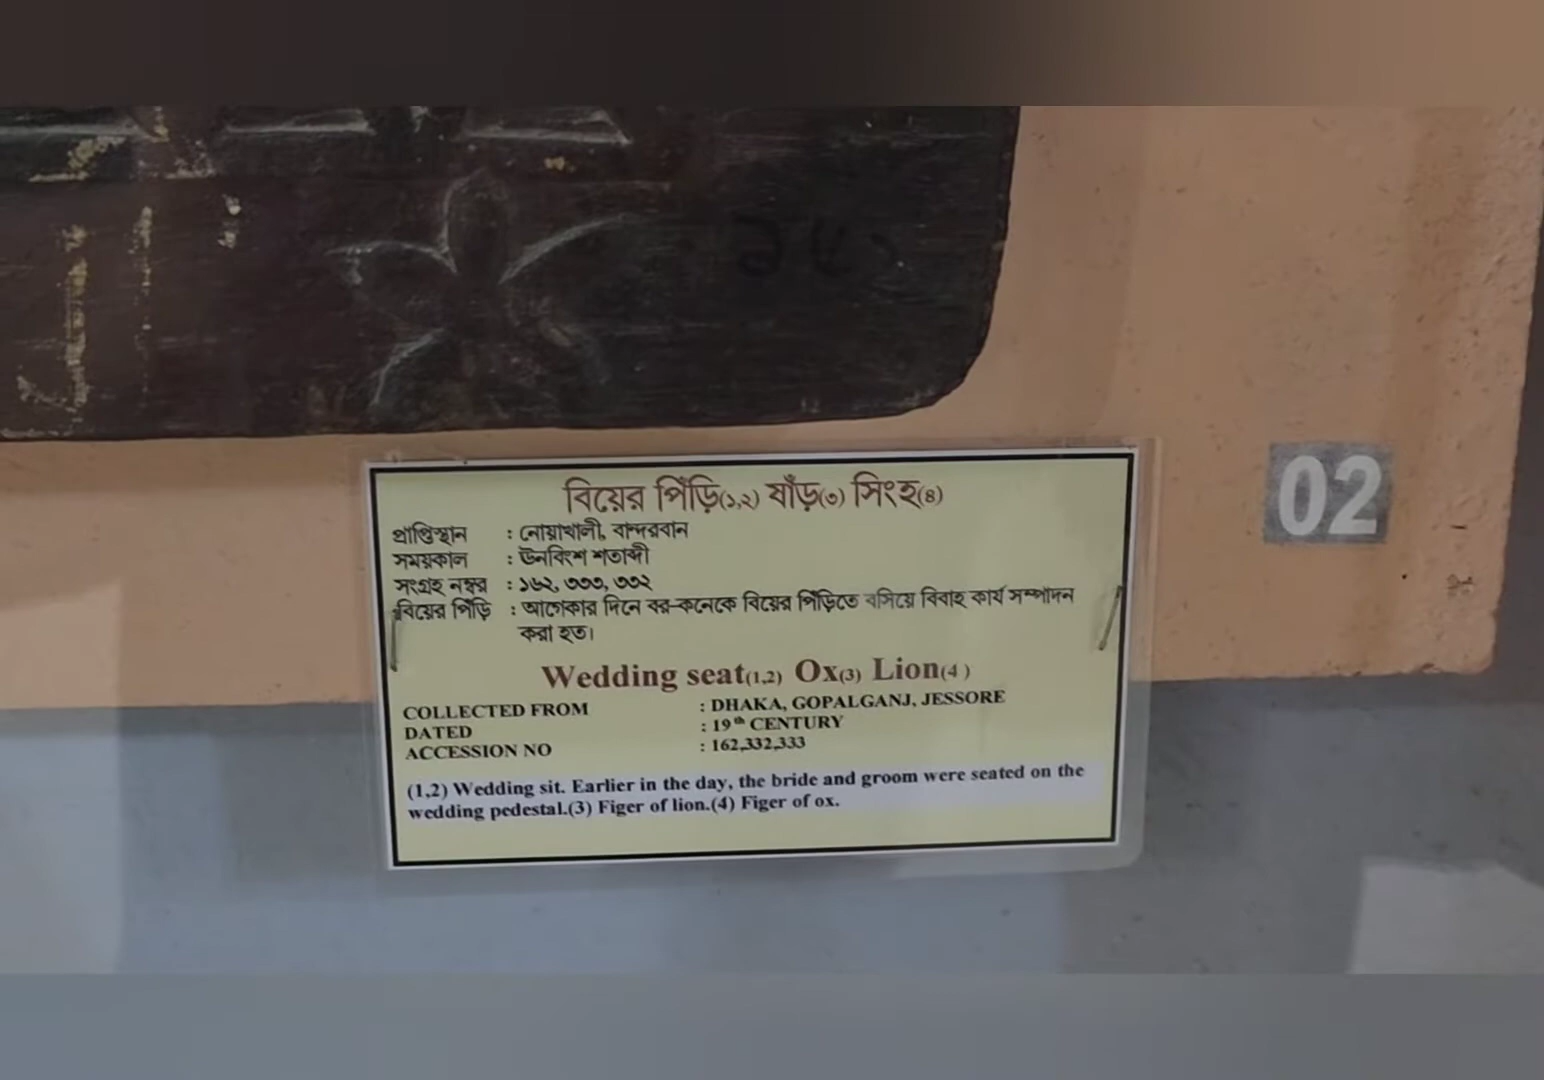 ১৬২
02
বিয়ের পিঁড়ি(১,২) ষাঁড়(৩) সিংহ(৪)
প্রাপ্তিস্থান : নোয়াখালী, বান্দরবান
সময়কাল : ঊনবিংশ শতাব্দী
সংগ্রহ নম্বর : ১৬২, ৩৩৩, ৩৩২
বিয়ের পিঁড়ি : আগেকার দিনে বর-কনেকে বিয়ের পিঁড়িতে বসিয়ে বিবাহ কার্য সম্পাদন
করা হত।
Wedding seat(1,2) Ox(3) Lion(4 )
COLLECTED FROM : DHAKA, GOPALGANJ, JESSORE
DATED : 19th CENTURY
ACCESSION NO : 162,332,333
(1,2) Wedding sit. Earlier in the day, the bride and groom were seated on the
wedding pedestal.(3) Figer of lion.(4) Figer of ox.